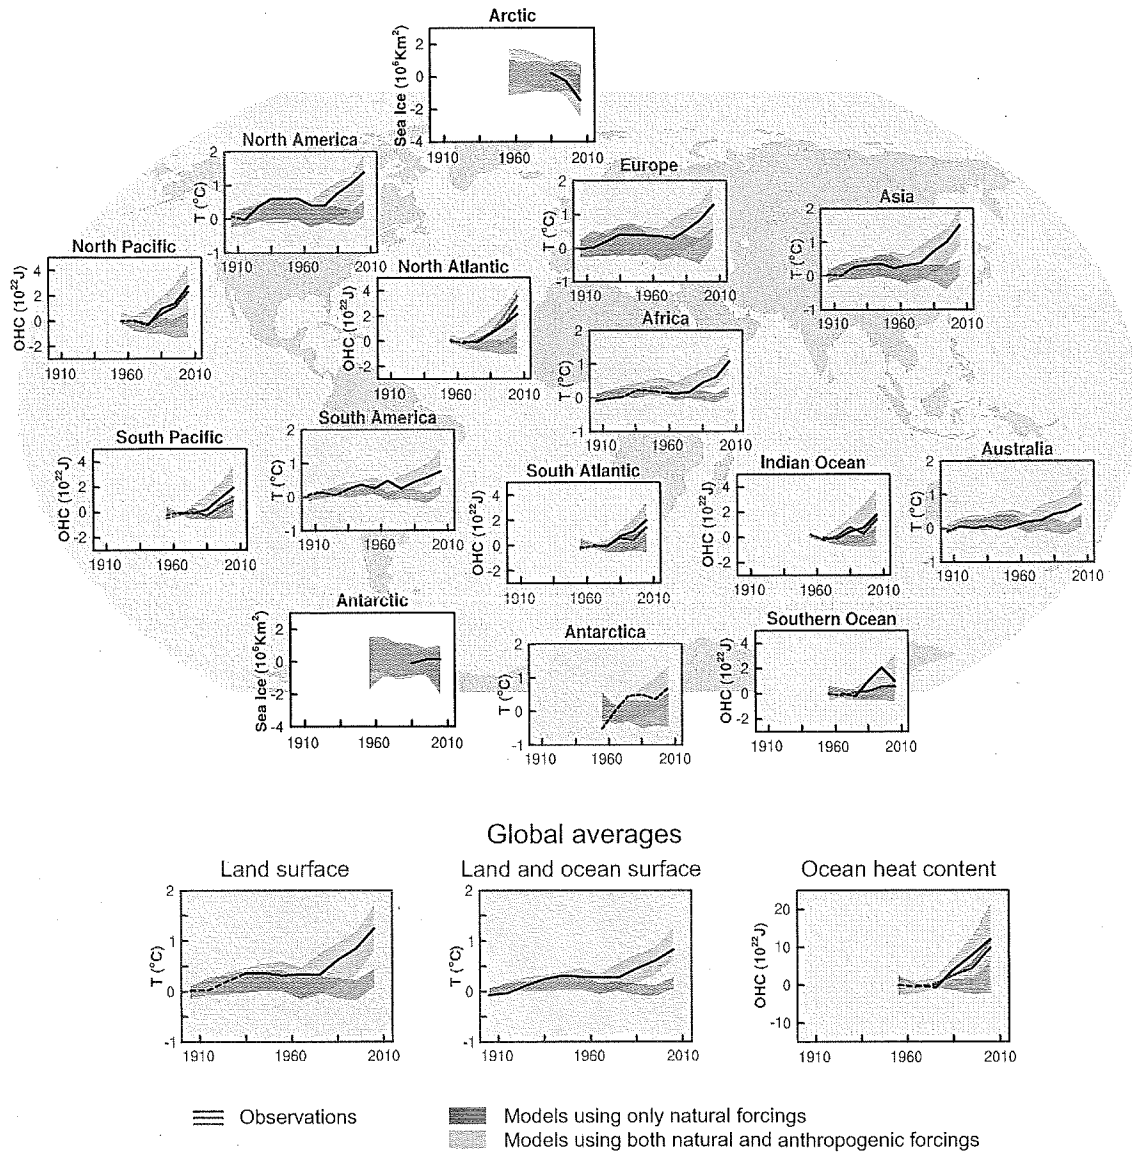 Arctic
Sea Ice (10⁶Km²)
2
0
-2
-4
1910 1960 2010
North America
T (°C)
2
1
0
-1
1910 1960 2010
Europe
T (°C)
2
1
0
-1
1910 1960 2010
Asia
T (°C)
2
1
0
-1
1910 1960 2010
North Pacific
OHC (10²²J)
4
2
0
-2
1910 1960 2010
North Atlantic
OHC (10²²J)
4
2
0
-2
1910 1960 2010
Africa
T (°C)
2
1
0
-1
1910 1960 2010
South America
T (°C)
2
1
0
-1
1910 1960 2010
South Pacific
OHC (10²²J)
4
2
0
-2
1910 1960 2010
South Atlantic
OHC (10²²J)
4
2
0
-2
1910 1960 2010
Indian Ocean
OHC (10²²J)
4
2
0
-2
1910 1960 2010
Australia
T (°C)
2
1
0
-1
1910 1960 2010
Antarctic
Sea Ice (10⁶Km²)
2
0
-2
-4
1910 1960 2010
Antarctica
T (°C)
2
1
0
-1
1910 1960 2010
Southern Ocean
OHC (10²²J)
4
2
0
-2
1910 1960 2010
Global averages
Land surface
T (°C)
2
1
0
-1
1910 1960 2010
Land and ocean surface
T (°C)
2
1
0
-1
1910 1960 2010
Ocean heat content
OHC (10²²J)
20
10
0
-10
1910 1960 2010
Observations
Models using only natural forcings
Models using both natural and anthropogenic forcings